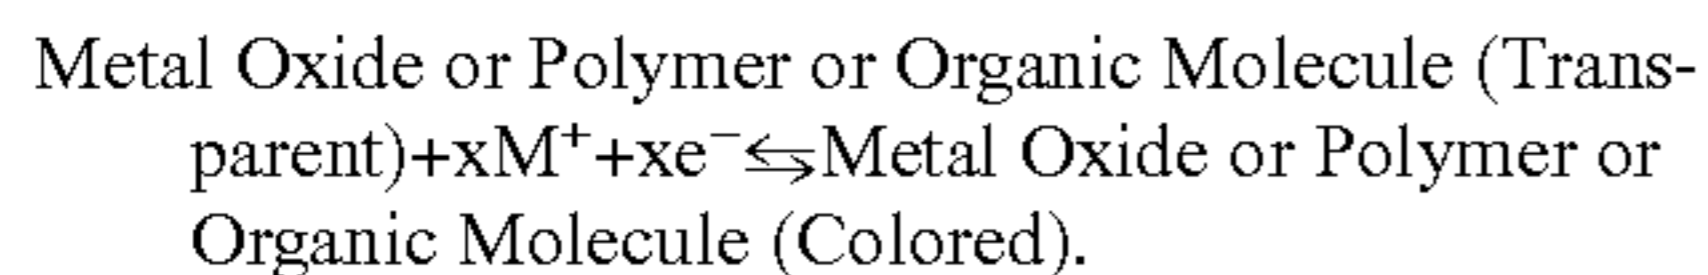 Metal Oxide or Polymer or Organic Molecule (Trans-
parent)+xM⁺+xe⁻⇆Metal Oxide or Polymer or
Organic Molecule (Colored).